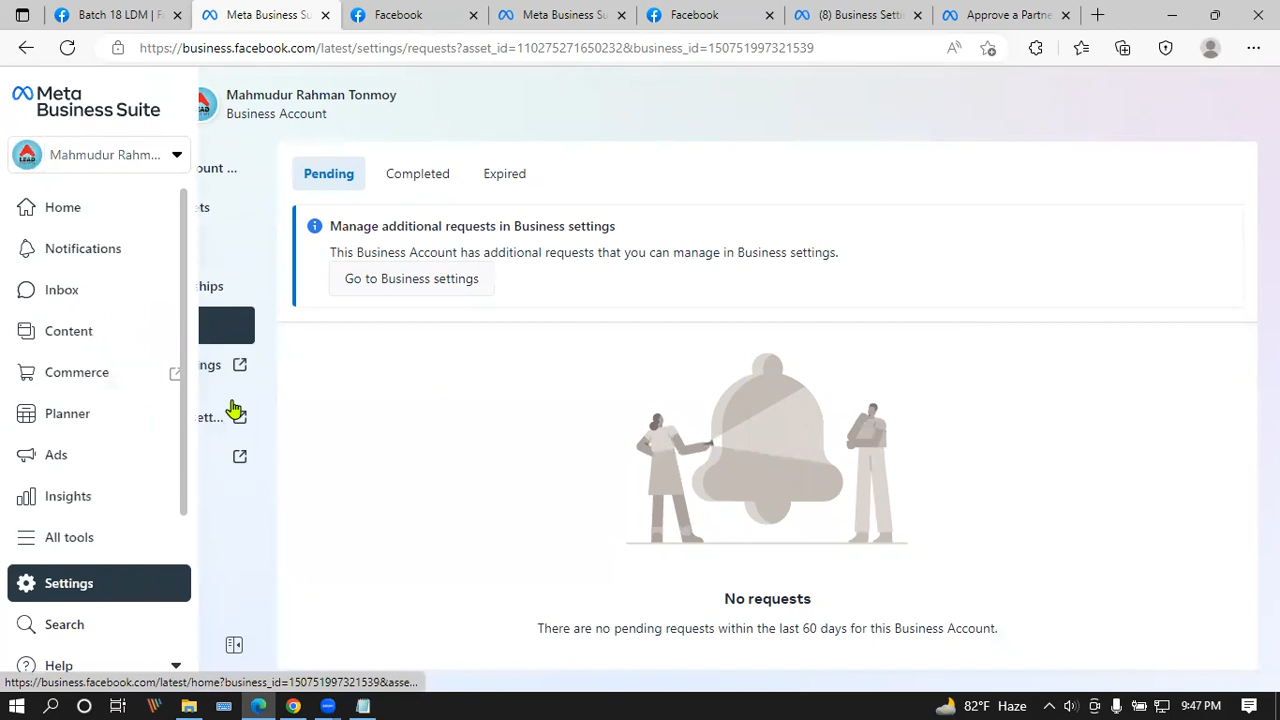 Batch 18 LDM | F
Meta Business Su
Facebook
Meta Business Su
Facebook
(8) Business Setti
Approve a Partne
https://business.facebook.com/latest/settings/requests?asset_id=110275271650232&business_id=150751997321539
Meta
Business Suite
Mahmudur Rahm...
Home
Notifications
Inbox
Content
Commerce
Planner
Ads
Insights
All tools
Settings
Search
Help
Mahmudur Rahman Tonmoy
Business Account
ount ...
ets
hips
ngs
ett...
Pending
Completed
Expired
Manage additional requests in Business settings
This Business Account has additional requests that you can manage in Business settings.
Go to Business settings
No requests
There are no pending requests within the last 60 days for this Business Account.
https://business.facebook.com/latest/home?business_id=150751997321539&asse...
82°F Haze
9:47 PM